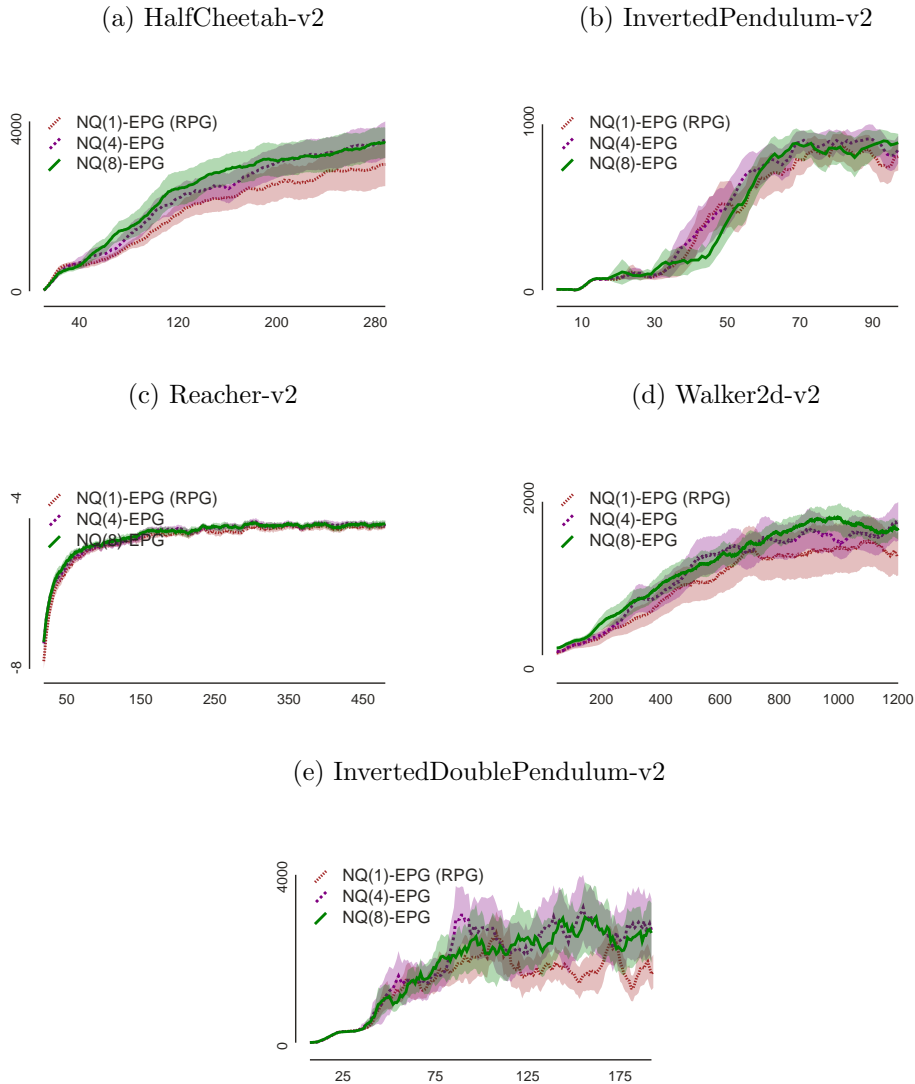 (a) HalfCheetah-v2
4000
0
NQ(1)-EPG (RPG)
NQ(4)-EPG
NQ(8)-EPG
40 120 200 280
(b) InvertedPendulum-v2
1000
0
NQ(1)-EPG (RPG)
NQ(4)-EPG
NQ(8)-EPG
10 30 50 70 90
(c) Reacher-v2
-4
-8
NQ(1)-EPG (RPG)
NQ(4)-EPG
NQ(8)-EPG
50 150 250 350 450
(d) Walker2d-v2
2000
0
NQ(1)-EPG (RPG)
NQ(4)-EPG
NQ(8)-EPG
200 400 600 800 1000 1200
(e) InvertedDoublePendulum-v2
4000
0
NQ(1)-EPG (RPG)
NQ(4)-EPG
NQ(8)-EPG
25 75 125 175